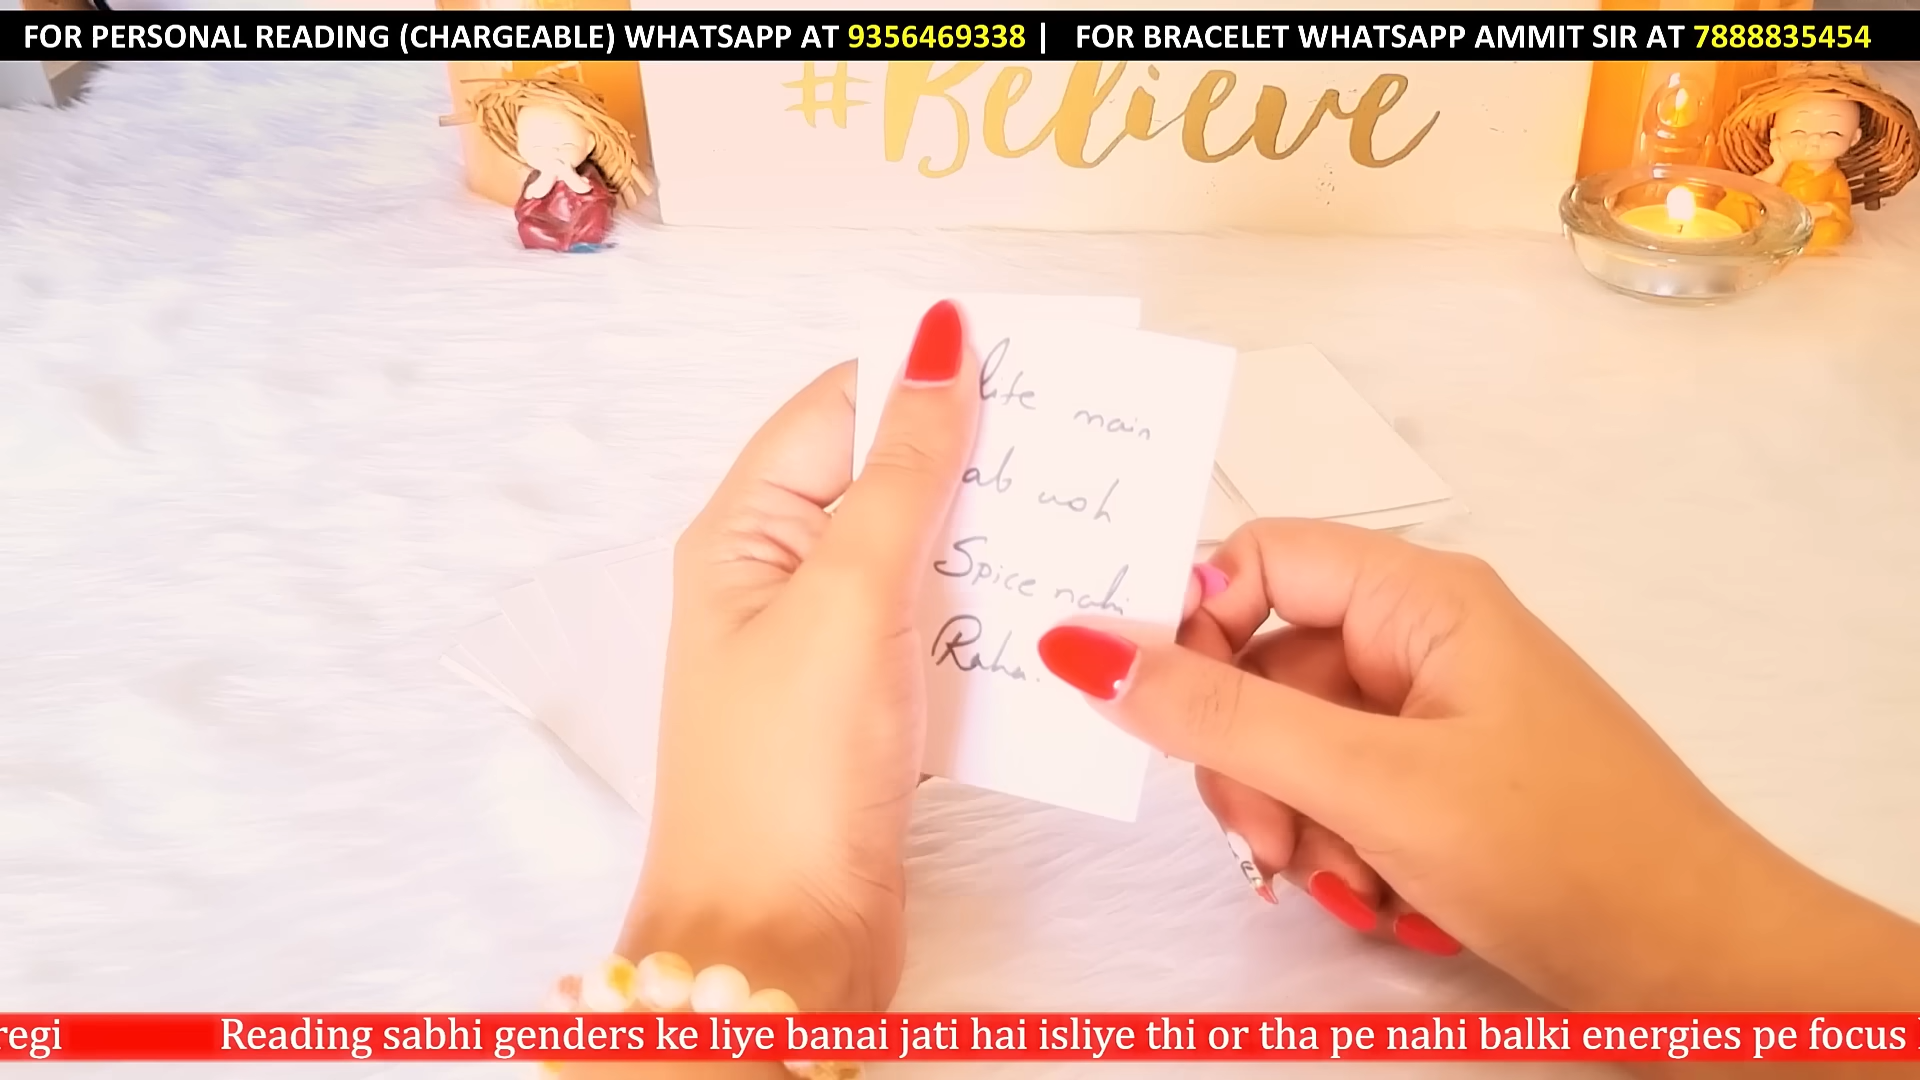 FOR PERSONAL READING (CHARGEABLE) WHATSAPP AT 9356469338 | FOR BRACELET WHATSAPP AMMIT SIR AT 7888835454
#Believe
life main
ab woh
Spice nahi
Raha.
regi Reading sabhi genders ke liye banai jati hai isliye thi or tha pe nahi balki energies pe focus